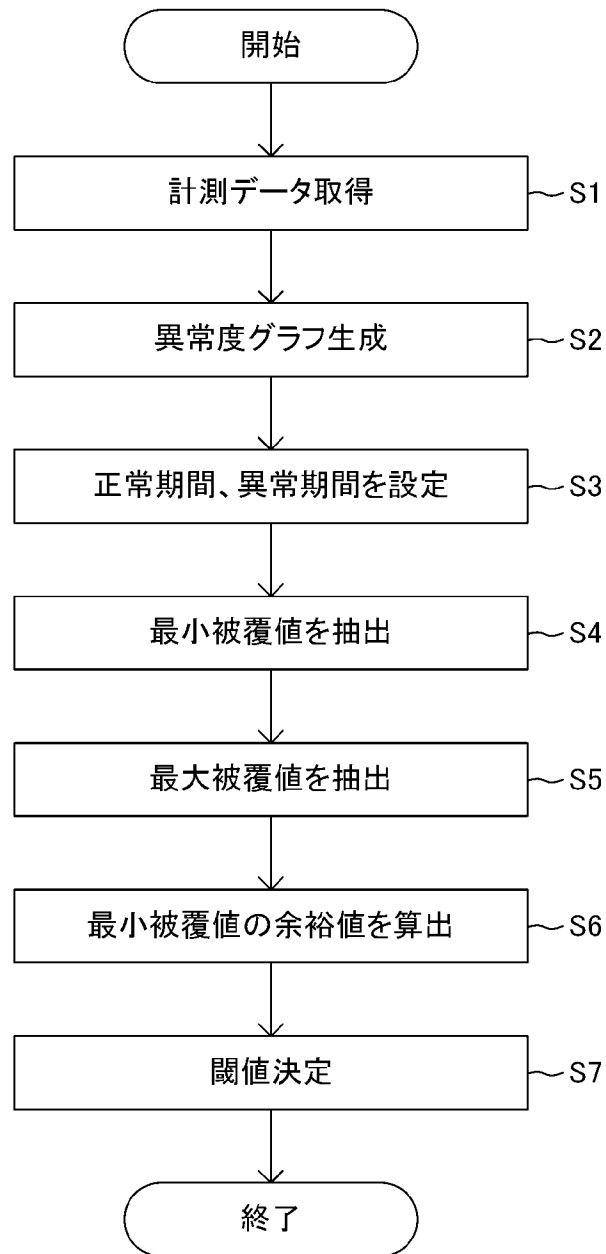 開始
計測データ取得
S1
異常度グラフ生成
S2
正常期間、異常期間を設定
S3
最小被覆値を抽出
S4
最大被覆値を抽出
S5
最小被覆値の余裕値を算出
S6
閾値決定
S7
終了